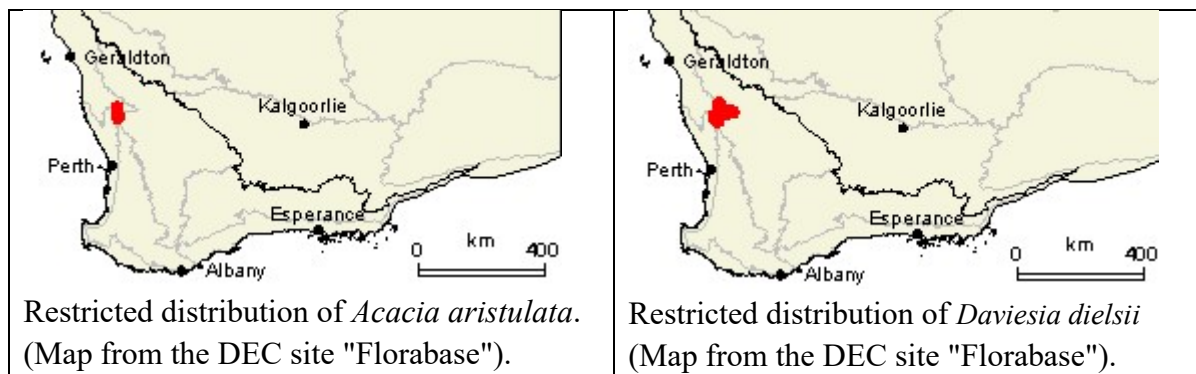 Geraldton
Kalgoorlie
Perth
Esperance
km
0 400
Albany
Restricted distribution of Acacia aristulata.
(Map from the DEC site "Florabase").
Geraldton
Kalgoorlie
Perth
Esperance
km
0 400
Albany
Restricted distribution of Daviesia dielsii
(Map from the DEC site "Florabase").